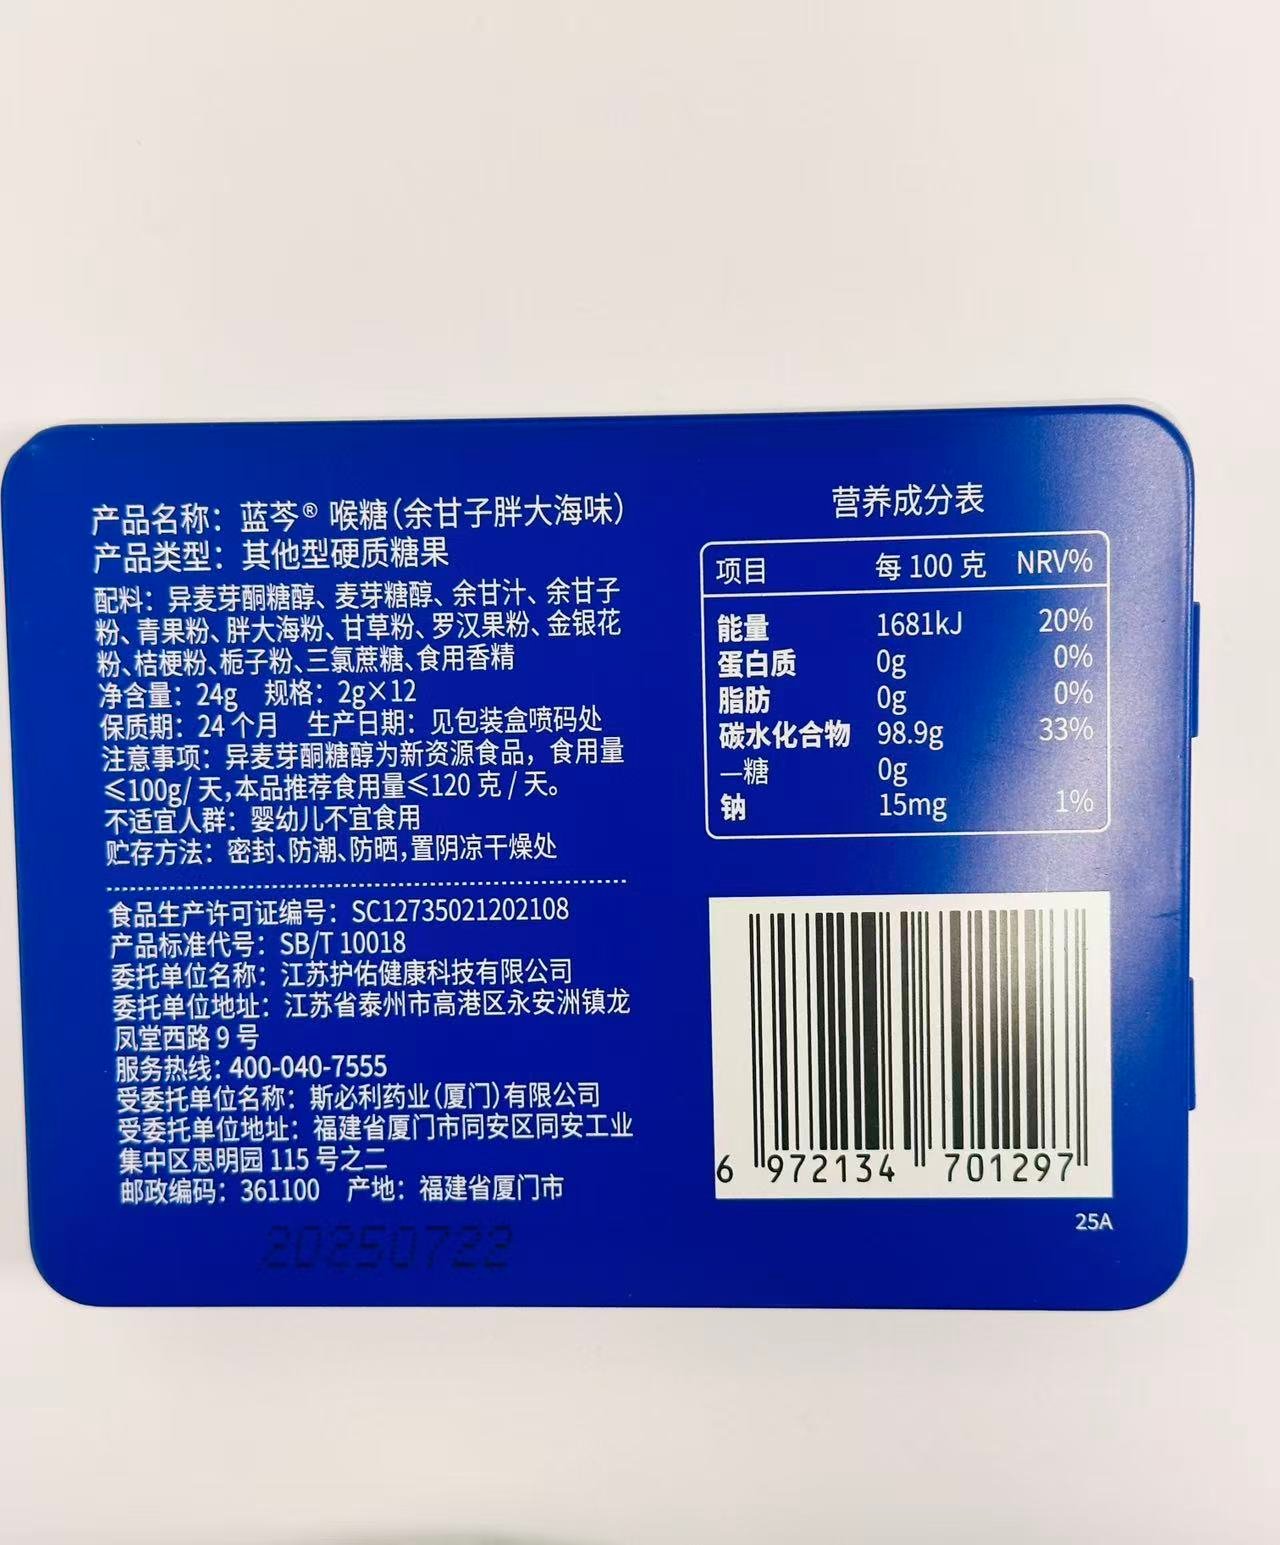 产品名称：蓝芩® 喉糖（余甘子胖大海味）
产品类型：其他型硬质糖果
配料：异麦芽酮糖醇、麦芽糖醇、余甘汁、余甘子
粉、青果粉、胖大海粉、甘草粉、罗汉果粉、金银花
粉、桔梗粉、栀子粉、三氯蔗糖、食用香精
净含量：24g 规格：2g×12
保质期：24个月 生产日期：见包装盒喷码处
注意事项：异麦芽酮糖醇为新资源食品，食用量
≤100g/天，本品推荐食用量≤120克/天。
不适宜人群：婴幼儿不宜食用
贮存方法：密封、防潮、防晒，置阴凉干燥处
食品生产许可证编号：SC12735021202108
产品标准代号：SB/T 10018
委托单位名称：江苏护佑健康科技有限公司
委托单位地址：江苏省泰州市高港区永安洲镇龙
凤堂西路9号
服务热线：400-040-7555
受委托单位名称：斯必利药业（厦门）有限公司
受委托单位地址：福建省厦门市同安区同安工业
集中区思明园115号之二
邮政编码：361100 产地：福建省厦门市
20250722
营养成分表
项目 每100克 NRV%
能量 1681kJ 20%
蛋白质 0g 0%
脂肪 0g 0%
碳水化合物 98.9g 33%
—糖 0g
钠 15mg 1%
6 972134 701297
25A